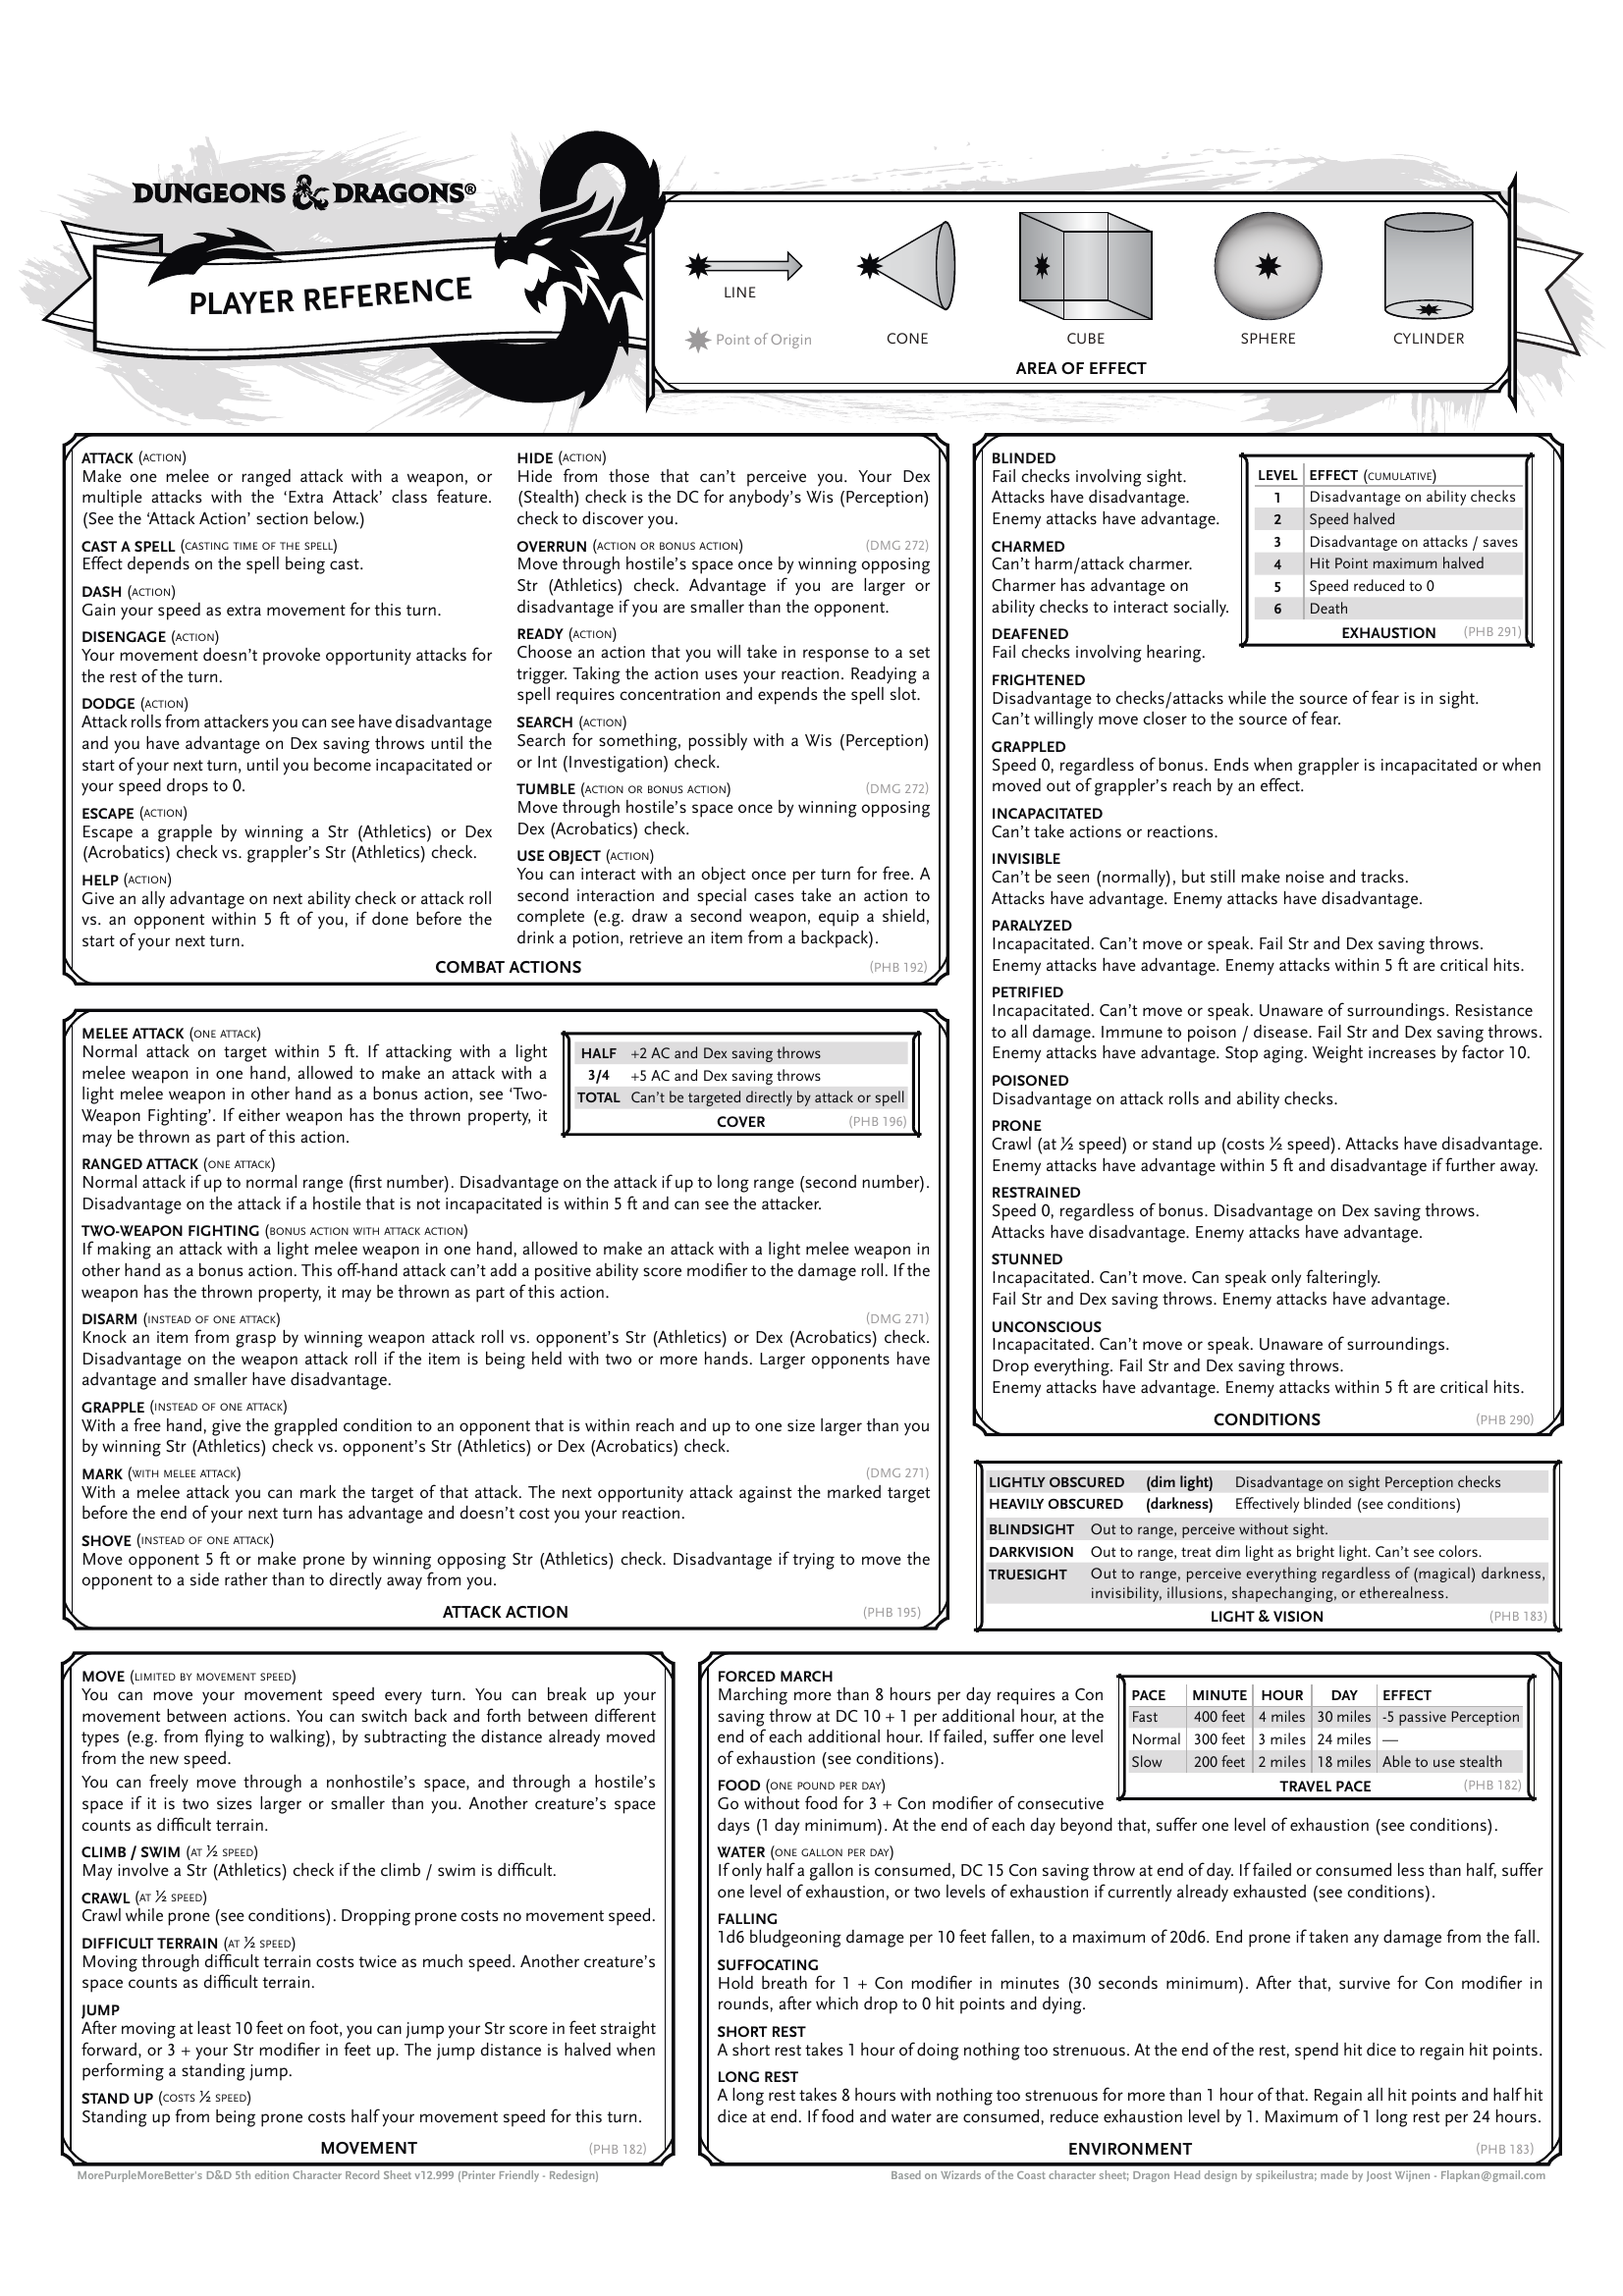 DUNGEONS & DRAGONS®
PLAYER REFERENCE
LINE
Point of Origin
CONE
CUBE
SPHERE
CYLINDER
AREA OF EFFECT
ATTACK (ACTION)
Make one melee or ranged attack with a weapon, or
multiple attacks with the ‘Extra Attack’ class feature.
(See the ‘Attack Action’ section below.)
CAST A SPELL (CASTING TIME OF THE SPELL)
Effect depends on the spell being cast.
DASH (ACTION)
Gain your speed as extra movement for this turn.
DISENGAGE (ACTION)
Your movement doesn’t provoke opportunity attacks for
the rest of the turn.
DODGE (ACTION)
Attack rolls from attackers you can see have disadvantage
and you have advantage on Dex saving throws until the
start of your next turn, until you become incapacitated or
your speed drops to 0.
ESCAPE (ACTION)
Escape a grapple by winning a Str (Athletics) or Dex
(Acrobatics) check vs. grappler’s Str (Athletics) check.
HELP (ACTION)
Give an ally advantage on next ability check or attack roll
vs. an opponent within 5 ft of you, if done before the
start of your next turn.
HIDE (ACTION)
Hide from those that can’t perceive you. Your Dex
(Stealth) check is the DC for anybody’s Wis (Perception)
check to discover you.
OVERRUN (ACTION OR BONUS ACTION) (DMG 272)
Move through hostile’s space once by winning opposing
Str (Athletics) check. Advantage if you are larger or
disadvantage if you are smaller than the opponent.
READY (ACTION)
Choose an action that you will take in response to a set
trigger. Taking the action uses your reaction. Readying a
spell requires concentration and expends the spell slot.
SEARCH (ACTION)
Search for something, possibly with a Wis (Perception)
or Int (Investigation) check.
TUMBLE (ACTION OR BONUS ACTION) (DMG 272)
Move through hostile’s space once by winning opposing
Dex (Acrobatics) check.
USE OBJECT (ACTION)
You can interact with an object once per turn for free. A
second interaction and special cases take an action to
complete (e.g. draw a second weapon, equip a shield,
drink a potion, retrieve an item from a backpack).
COMBAT ACTIONS (PHB 192)
MELEE ATTACK (ONE ATTACK)
Normal attack on target within 5 ft. If attacking with a light
melee weapon in one hand, allowed to make an attack with a
light melee weapon in other hand as a bonus action, see ‘Two-
Weapon Fighting’. If either weapon has the thrown property, it
may be thrown as part of this action.
HALF +2 AC and Dex saving throws
3/4 +5 AC and Dex saving throws
TOTAL Can’t be targeted directly by attack or spell
COVER (PHB 196)
RANGED ATTACK (ONE ATTACK)
Normal attack if up to normal range (first number). Disadvantage on the attack if up to long range (second number).
Disadvantage on the attack if a hostile that is not incapacitated is within 5 ft and can see the attacker.
TWO-WEAPON FIGHTING (BONUS ACTION WITH ATTACK ACTION)
If making an attack with a light melee weapon in one hand, allowed to make an attack with a light melee weapon in
other hand as a bonus action. This off-hand attack can’t add a positive ability score modifier to the damage roll. If the
weapon has the thrown property, it may be thrown as part of this action.
DISARM (INSTEAD OF ONE ATTACK) (DMG 271)
Knock an item from grasp by winning weapon attack roll vs. opponent’s Str (Athletics) or Dex (Acrobatics) check.
Disadvantage on the weapon attack roll if the item is being held with two or more hands. Larger opponents have
advantage and smaller have disadvantage.
GRAPPLE (INSTEAD OF ONE ATTACK)
With a free hand, give the grappled condition to an opponent that is within reach and up to one size larger than you
by winning Str (Athletics) check vs. opponent’s Str (Athletics) or Dex (Acrobatics) check.
MARK (WITH MELEE ATTACK) (DMG 271)
With a melee attack you can mark the target of that attack. The next opportunity attack against the marked target
before the end of your next turn has advantage and doesn’t cost you your reaction.
SHOVE (INSTEAD OF ONE ATTACK)
Move opponent 5 ft or make prone by winning opposing Str (Athletics) check. Disadvantage if trying to move the
opponent to a side rather than to directly away from you.
ATTACK ACTION (PHB 195)
BLINDED
Fail checks involving sight.
Attacks have disadvantage.
Enemy attacks have advantage.
CHARMED
Can’t harm/attack charmer.
Charmer has advantage on
ability checks to interact socially.
DEAFENED
Fail checks involving hearing.
LEVEL EFFECT (CUMULATIVE)
1 Disadvantage on ability checks
2 Speed halved
3 Disadvantage on attacks / saves
4 Hit Point maximum halved
5 Speed reduced to 0
6 Death
EXHAUSTION (PHB 291)
FRIGHTENED
Disadvantage to checks/attacks while the source of fear is in sight.
Can’t willingly move closer to the source of fear.
GRAPPLED
Speed 0, regardless of bonus. Ends when grappler is incapacitated or when
moved out of grappler’s reach by an effect.
INCAPACITATED
Can’t take actions or reactions.
INVISIBLE
Can’t be seen (normally), but still make noise and tracks.
Attacks have advantage. Enemy attacks have disadvantage.
PARALYZED
Incapacitated. Can’t move or speak. Fail Str and Dex saving throws.
Enemy attacks have advantage. Enemy attacks within 5 ft are critical hits.
PETRIFIED
Incapacitated. Can’t move or speak. Unaware of surroundings. Resistance
to all damage. Immune to poison / disease. Fail Str and Dex saving throws.
Enemy attacks have advantage. Stop aging. Weight increases by factor 10.
POISONED
Disadvantage on attack rolls and ability checks.
PRONE
Crawl (at ½ speed) or stand up (costs ½ speed). Attacks have disadvantage.
Enemy attacks have advantage within 5 ft and disadvantage if further away.
RESTRAINED
Speed 0, regardless of bonus. Disadvantage on Dex saving throws.
Attacks have disadvantage. Enemy attacks have advantage.
STUNNED
Incapacitated. Can’t move. Can speak only falteringly.
Fail Str and Dex saving throws. Enemy attacks have advantage.
UNCONSCIOUS
Incapacitated. Can’t move or speak. Unaware of surroundings.
Drop everything. Fail Str and Dex saving throws.
Enemy attacks have advantage. Enemy attacks within 5 ft are critical hits.
CONDITIONS (PHB 290)
LIGHTLY OBSCURED (dim light) Disadvantage on sight Perception checks
HEAVILY OBSCURED (darkness) Effectively blinded (see conditions)
BLINDSIGHT Out to range, perceive without sight.
DARKVISION Out to range, treat dim light as bright light. Can’t see colors.
TRUESIGHT Out to range, perceive everything regardless of (magical) darkness,
invisibility, illusions, shapechanging, or etherealness.
LIGHT & VISION (PHB 183)
MOVE (LIMITED BY MOVEMENT SPEED)
You can move your movement speed every turn. You can break up your
movement between actions. You can switch back and forth between different
types (e.g. from flying to walking), by subtracting the distance already moved
from the new speed.
You can freely move through a nonhostile’s space, and through a hostile’s
space if it is two sizes larger or smaller than you. Another creature’s space
counts as difficult terrain.
CLIMB / SWIM (AT ½ SPEED)
May involve a Str (Athletics) check if the climb / swim is difficult.
CRAWL (AT ½ SPEED)
Crawl while prone (see conditions). Dropping prone costs no movement speed.
DIFFICULT TERRAIN (AT ½ SPEED)
Moving through difficult terrain costs twice as much speed. Another creature’s
space counts as difficult terrain.
JUMP
After moving at least 10 feet on foot, you can jump your Str score in feet straight
forward, or 3 + your Str modifier in feet up. The jump distance is halved when
performing a standing jump.
STAND UP (COSTS ½ SPEED)
Standing up from being prone costs half your movement speed for this turn.
MOVEMENT (PHB 182)
FORCED MARCH
Marching more than 8 hours per day requires a Con
saving throw at DC 10 + 1 per additional hour, at the
end of each additional hour. If failed, suffer one level
of exhaustion (see conditions).
PACE MINUTE HOUR DAY EFFECT
Fast 400 feet 4 miles 30 miles -5 passive Perception
Normal 300 feet 3 miles 24 miles —
Slow 200 feet 2 miles 18 miles Able to use stealth
TRAVEL PACE (PHB 182)
FOOD (ONE POUND PER DAY)
Go without food for 3 + Con modifier of consecutive
days (1 day minimum). At the end of each day beyond that, suffer one level of exhaustion (see conditions).
WATER (ONE GALLON PER DAY)
If only half a gallon is consumed, DC 15 Con saving throw at end of day. If failed or consumed less than half, suffer
one level of exhaustion, or two levels of exhaustion if currently already exhausted (see conditions).
FALLING
1d6 bludgeoning damage per 10 feet fallen, to a maximum of 20d6. End prone if taken any damage from the fall.
SUFFOCATING
Hold breath for 1 + Con modifier in minutes (30 seconds minimum). After that, survive for Con modifier in
rounds, after which drop to 0 hit points and dying.
SHORT REST
A short rest takes 1 hour of doing nothing too strenuous. At the end of the rest, spend hit dice to regain hit points.
LONG REST
A long rest takes 8 hours with nothing too strenuous for more than 1 hour of that. Regain all hit points and half hit
dice at end. If food and water are consumed, reduce exhaustion level by 1. Maximum of 1 long rest per 24 hours.
ENVIRONMENT (PHB 183)
MorePurpleMoreBetter's D&D 5th edition Character Record Sheet v12.999 (Printer Friendly - Redesign)
Based on Wizards of the Coast character sheet; Dragon Head design by spikeilustra; made by Joost Wijnen - Flapkan@gmail.com